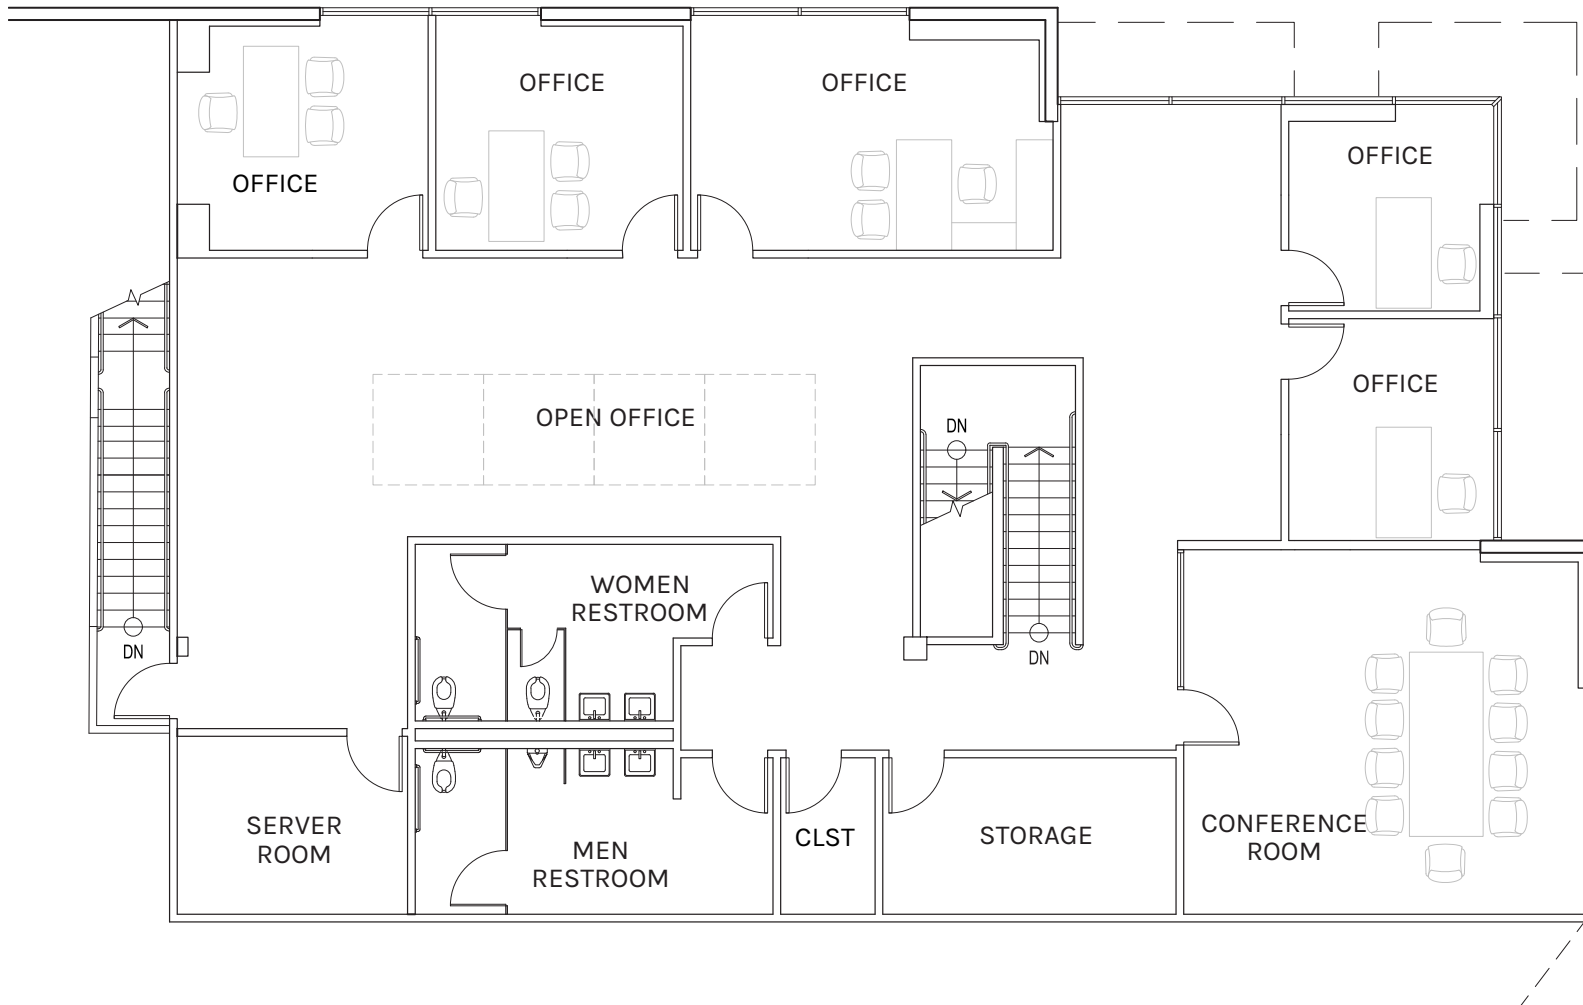 OFFICE
OFFICE
OFFICE
OFFICE
OFFICE
OPEN OFFICE
DN
DN
DN
WOMEN
RESTROOM
SERVER
ROOM
MEN
RESTROOM
CLST
STORAGE
CONFERENCE
ROOM